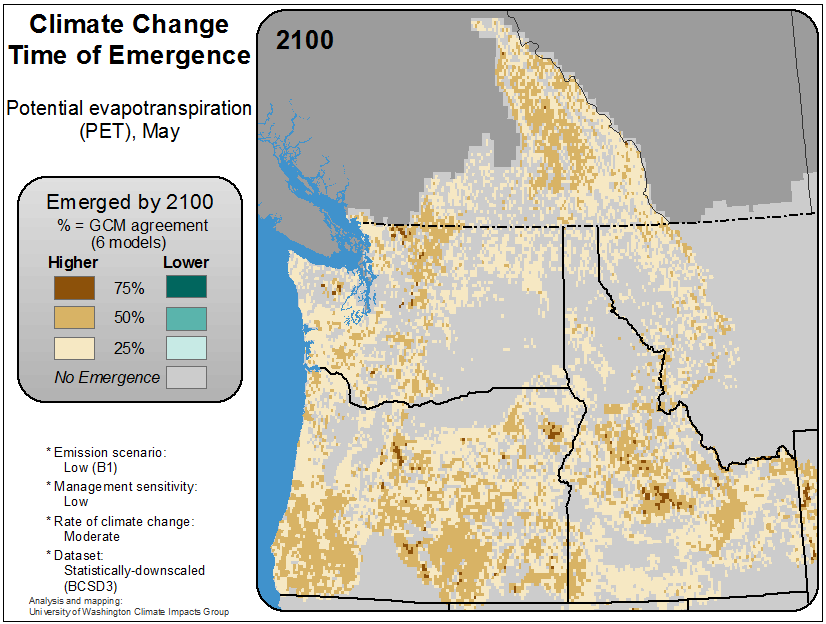 Climate Change
Time of Emergence
Potential evapotranspiration
(PET), May
Emerged by 2100
% = GCM agreement
(6 models)
Higher Lower
75%
50%
25%
No Emergence
* Emission scenario:
Low (B1)
* Management sensitivity:
Low
* Rate of climate change:
Moderate
* Dataset:
Statistically-downscaled
(BCSD3)
Analysis and mapping:
University of Washington Climate Impacts Group
2100